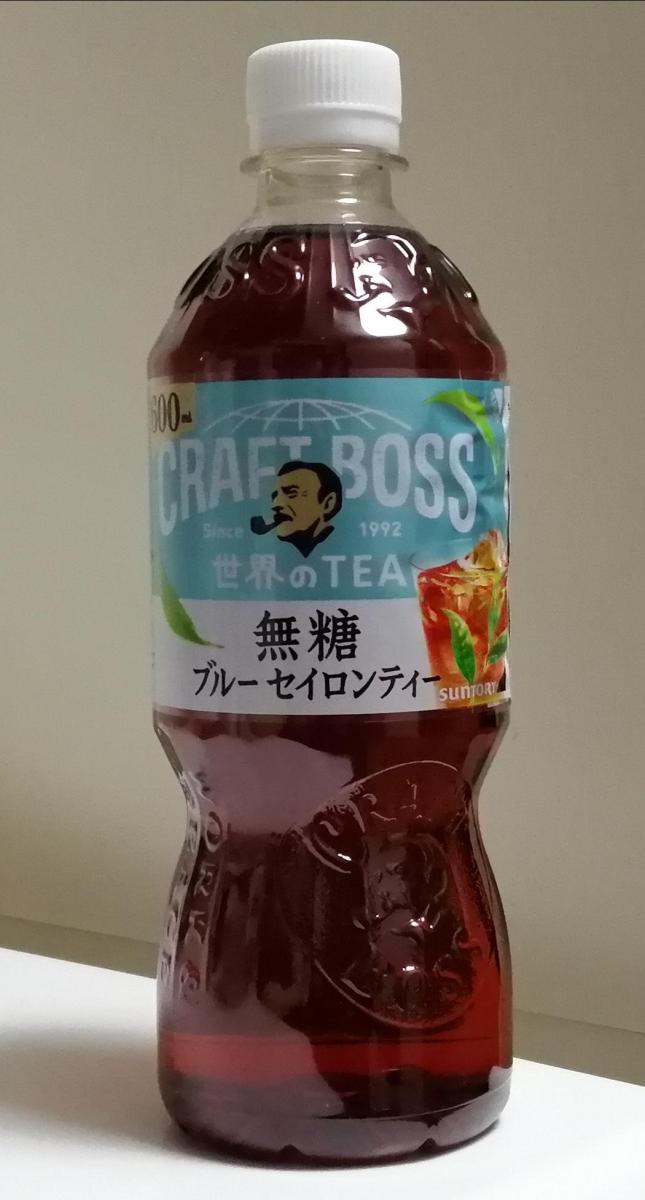 BOSS
600ml
CRAFT BOSS
Since 1992
世界のTEA
無糖
ブルー セイロンティー
SUNTORY